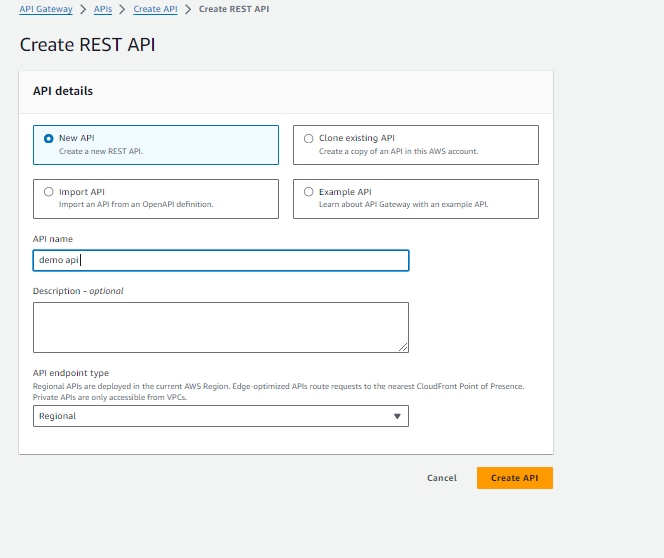 API Gateway > APIs > Create API > Create REST API
Create REST API
API details
New API
Create a new REST API.
Clone existing API
Create a copy of an API in this AWS account.
Import API
Import an API from an OpenAPI definition.
Example API
Learn about API Gateway with an example API.
API name
demo api
Description - optional
API endpoint type
Regional APIs are deployed in the current AWS Region. Edge-optimized APIs route requests to the nearest CloudFront Point of Presence.
Private APIs are only accessible from VPCs.
Regional
Cancel
Create API